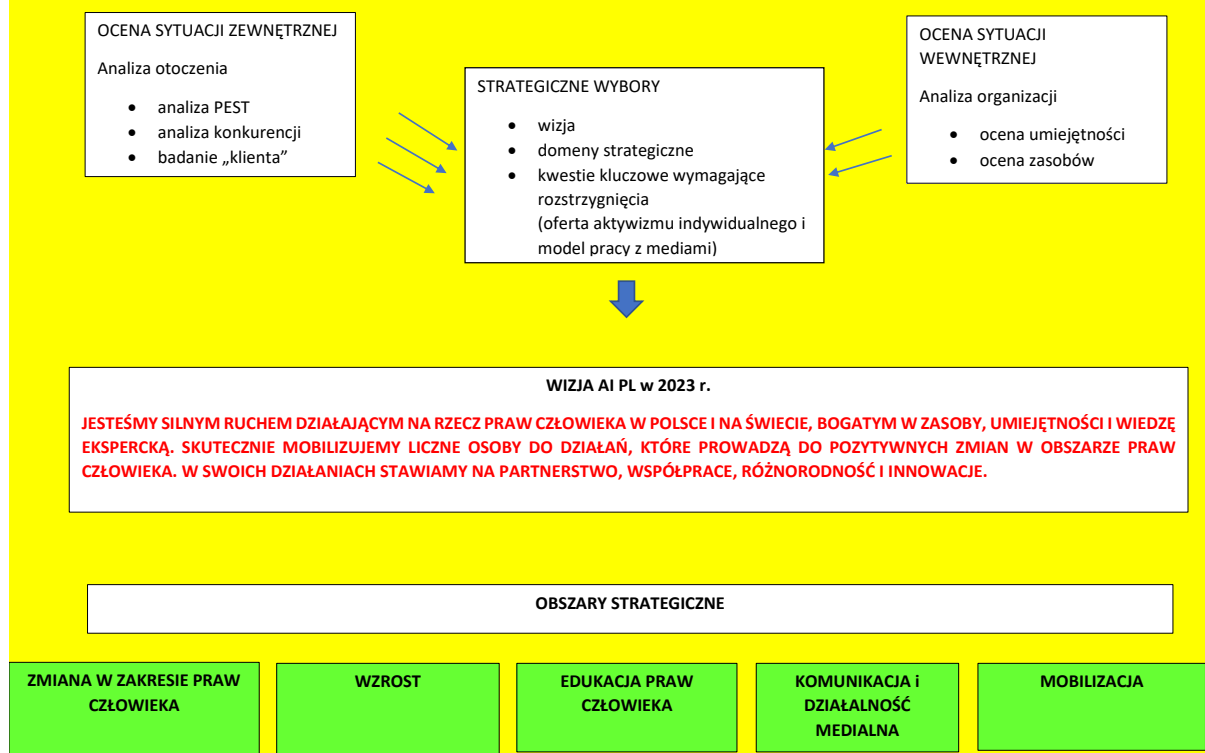 OCENA SYTUACJI ZEWNĘTRZNEJ
Analiza otoczenia
• analiza PEST
• analiza konkurencji
• badanie „klienta”
STRATEGICZNE WYBORY
• wizja
• domeny strategiczne
• kwestie kluczowe wymagające
rozstrzygnięcia
(oferta aktywizmu indywidualnego i
model pracy z mediami)
OCENA SYTUACJI
WEWNĘTRZNEJ
Analiza organizacji
• ocena umiejętności
• ocena zasobów
WIZJA AI PL w 2023 r.
JESTEŚMY SILNYM RUCHEM DZIAŁAJĄCYM NA RZECZ PRAW CZŁOWIEKA W POLSCE I NA ŚWIECIE, BOGATYM W ZASOBY, UMIEJĘTNOŚCI I WIEDZĘ
EKSPERCKĄ. SKUTECZNIE MOBILIZUJEMY LICZNE OSOBY DO DZIAŁAŃ, KTÓRE PROWADZĄ DO POZYTYWNYCH ZMIAN W OBSZARZE PRAW
CZŁOWIEKA. W SWOICH DZIAŁANIACH STAWIAMY NA PARTNERSTWO, WSPÓŁPRACE, RÓŻNORODNOŚĆ I INNOWACJE.
OBSZARY STRATEGICZNE
ZMIANA W ZAKRESIE PRAW
CZŁOWIEKA
WZROST
EDUKACJA PRAW
CZŁOWIEKA
KOMUNIKACJA i
DZIAŁALNOŚĆ
MEDIALNA
MOBILIZACJA